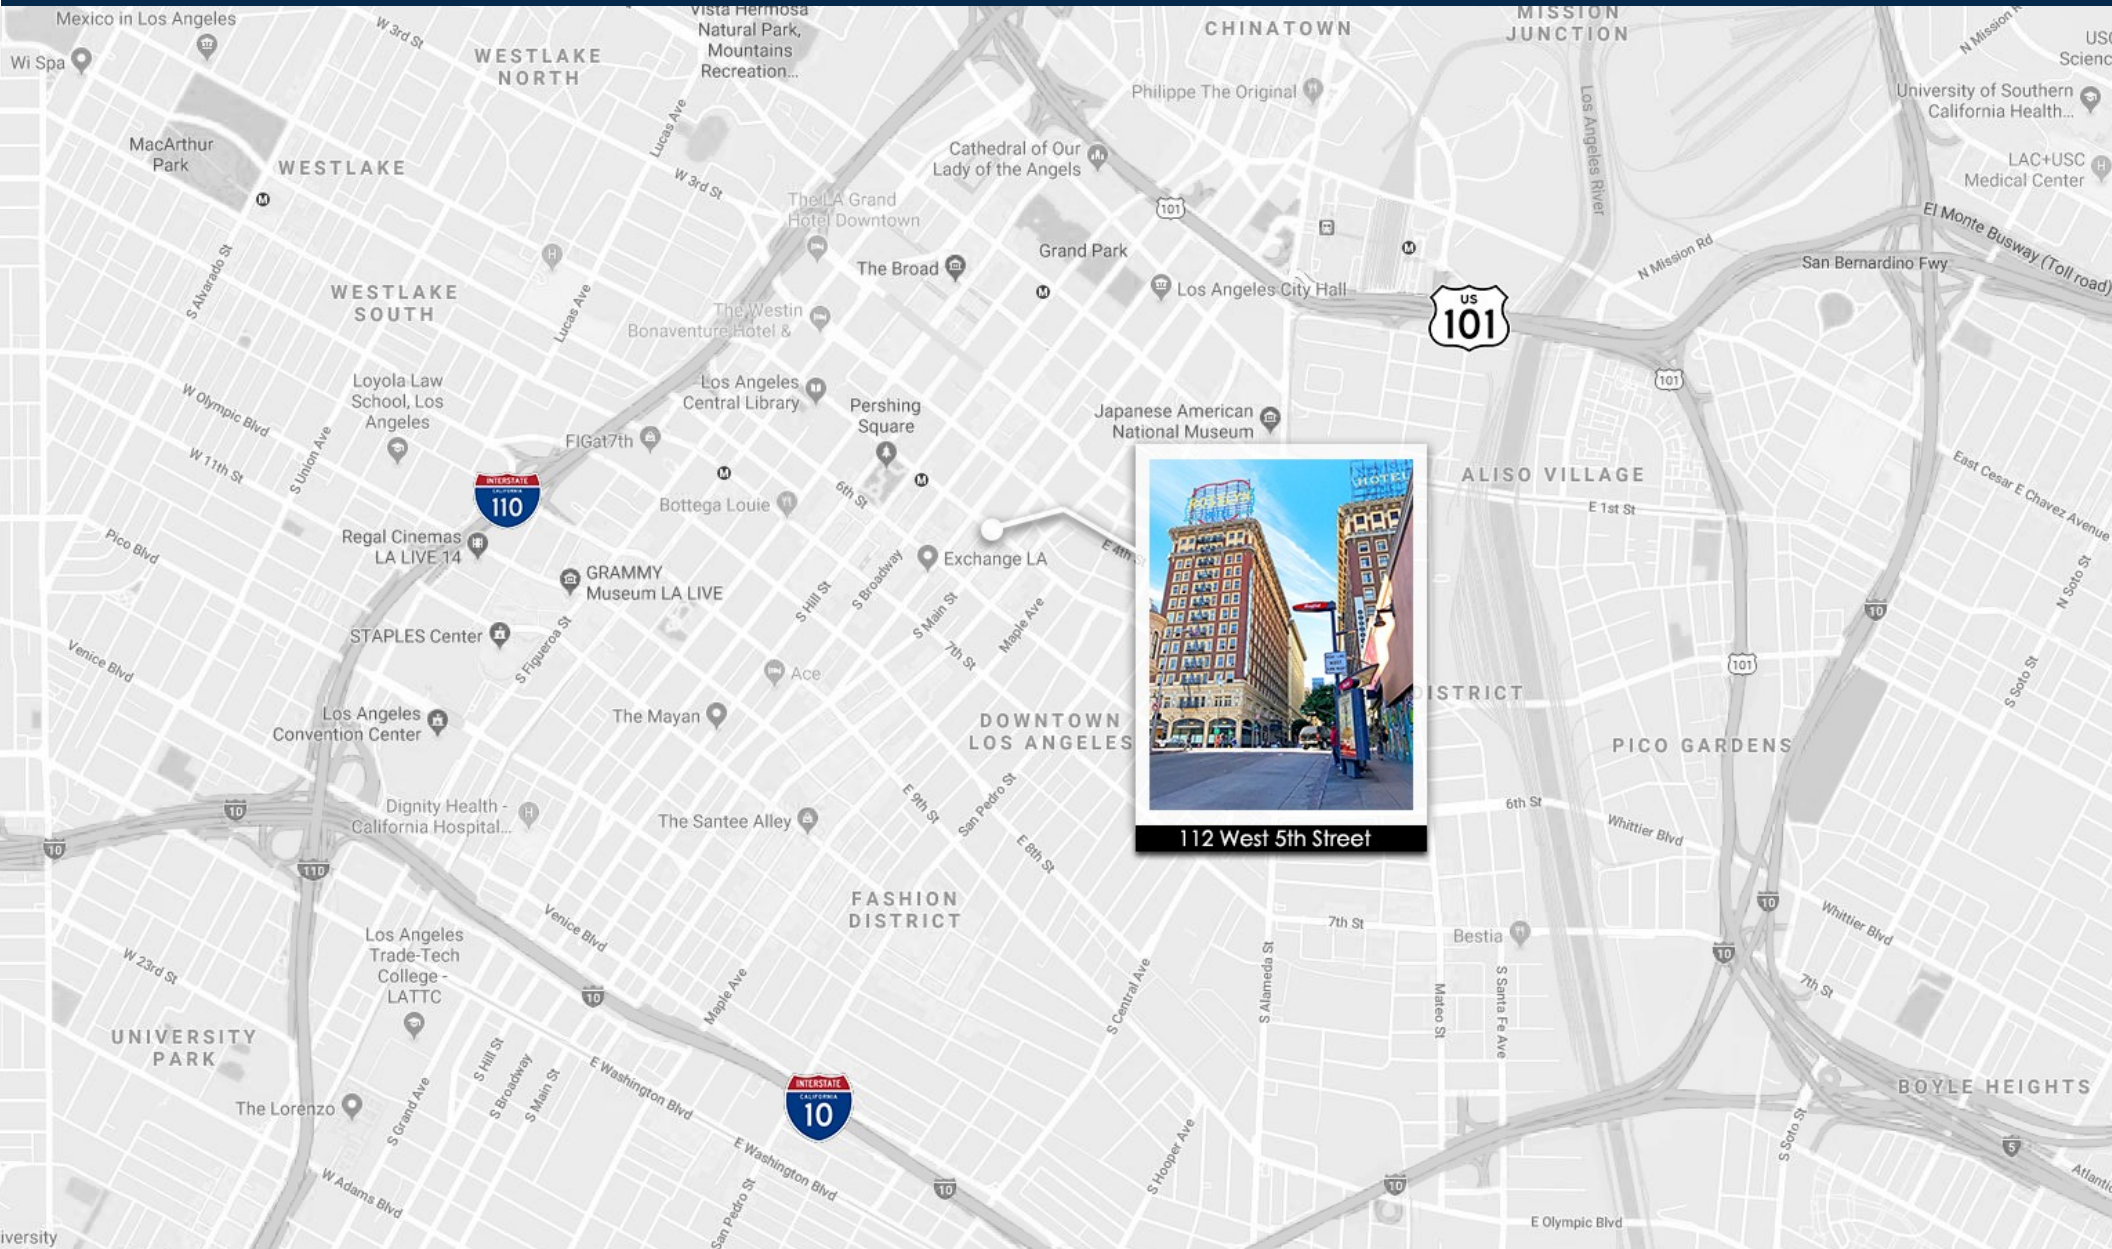 Mexico in Los Angeles
W 3rd St
WESTLAKE
NORTH
Vista Hermosa
Natural Park,
Mountains
Recreation...
CHINATOWN
MISSION
JUNCTION
N Mission R
Wi Spa
Philippe The Original
University of Southern
California Health...
Lucas Ave
Los Angeles River
MacArthur
Park
WESTLAKE
Cathedral of Our
Lady of the Angels
LAC+USC
Medical Center
W 3rd St
The LA Grand
Hotel Downtown
101
El Monte Busway (Toll road)
N Mission Rd
Grand Park
The Broad
San Bernardino Fwy
S Alvarado St
WESTLAKE
SOUTH
Lucas Ave
Los Angeles City Hall
US
101
The Westin
Bonaventure Hotel &
101
Loyola Law
School, Los
Angeles
W Olympic Blvd
Los Angeles
Central Library
Pershing
Square
Japanese American
National Museum
FIGat7th
W 11th St
S Union Ave
INTERSTATE
CALIFORNIA
110
Bottega Louie
6th St
ROSSLYN
HOTEL
ALISO VILLAGE
E 1st St
East Cesar E Chavez Avenue
Regal Cinemas
LA LIVE 14
Pico Blvd
GRAMMY
Museum LA LIVE
Exchange LA
E 4th St
S Hill St
S Broadway
S Main St
Maple Ave
N Soto St
10
STAPLES Center
S Figueroa St
7th St
Venice Blvd
Ace
101
S Soto St
DISTRICT
Los Angeles
Convention Center
The Mayan
DOWNTOWN
LOS ANGELES
PICO GARDENS
10
Dignity Health -
California Hospital...
The Santee Alley
E 9th St
San Pedro St
E 8th St
6th St
Whittier Blvd
112 West 5th Street
10
110
FASHION
DISTRICT
10
Whittier Blvd
7th St
Bestia
Venice Blvd
Los Angeles
Trade-Tech
College -
LATTC
W 23rd St
10
7th St
10
Maple Ave
S Central Ave
S Alameda St
Mateo St
S Santa Fe Ave
UNIVERSITY
PARK
S Hill St
S Broadway
S Main St
E Washington Blvd
BOYLE HEIGHTS
The Lorenzo
S Grand Ave
INTERSTATE
CALIFORNIA
10
S Hooper Ave
S Soto St
5
E Washington Blvd
W Adams Blvd
San Pedro St
10
10
Atlantic
E Olympic Blvd
iversity